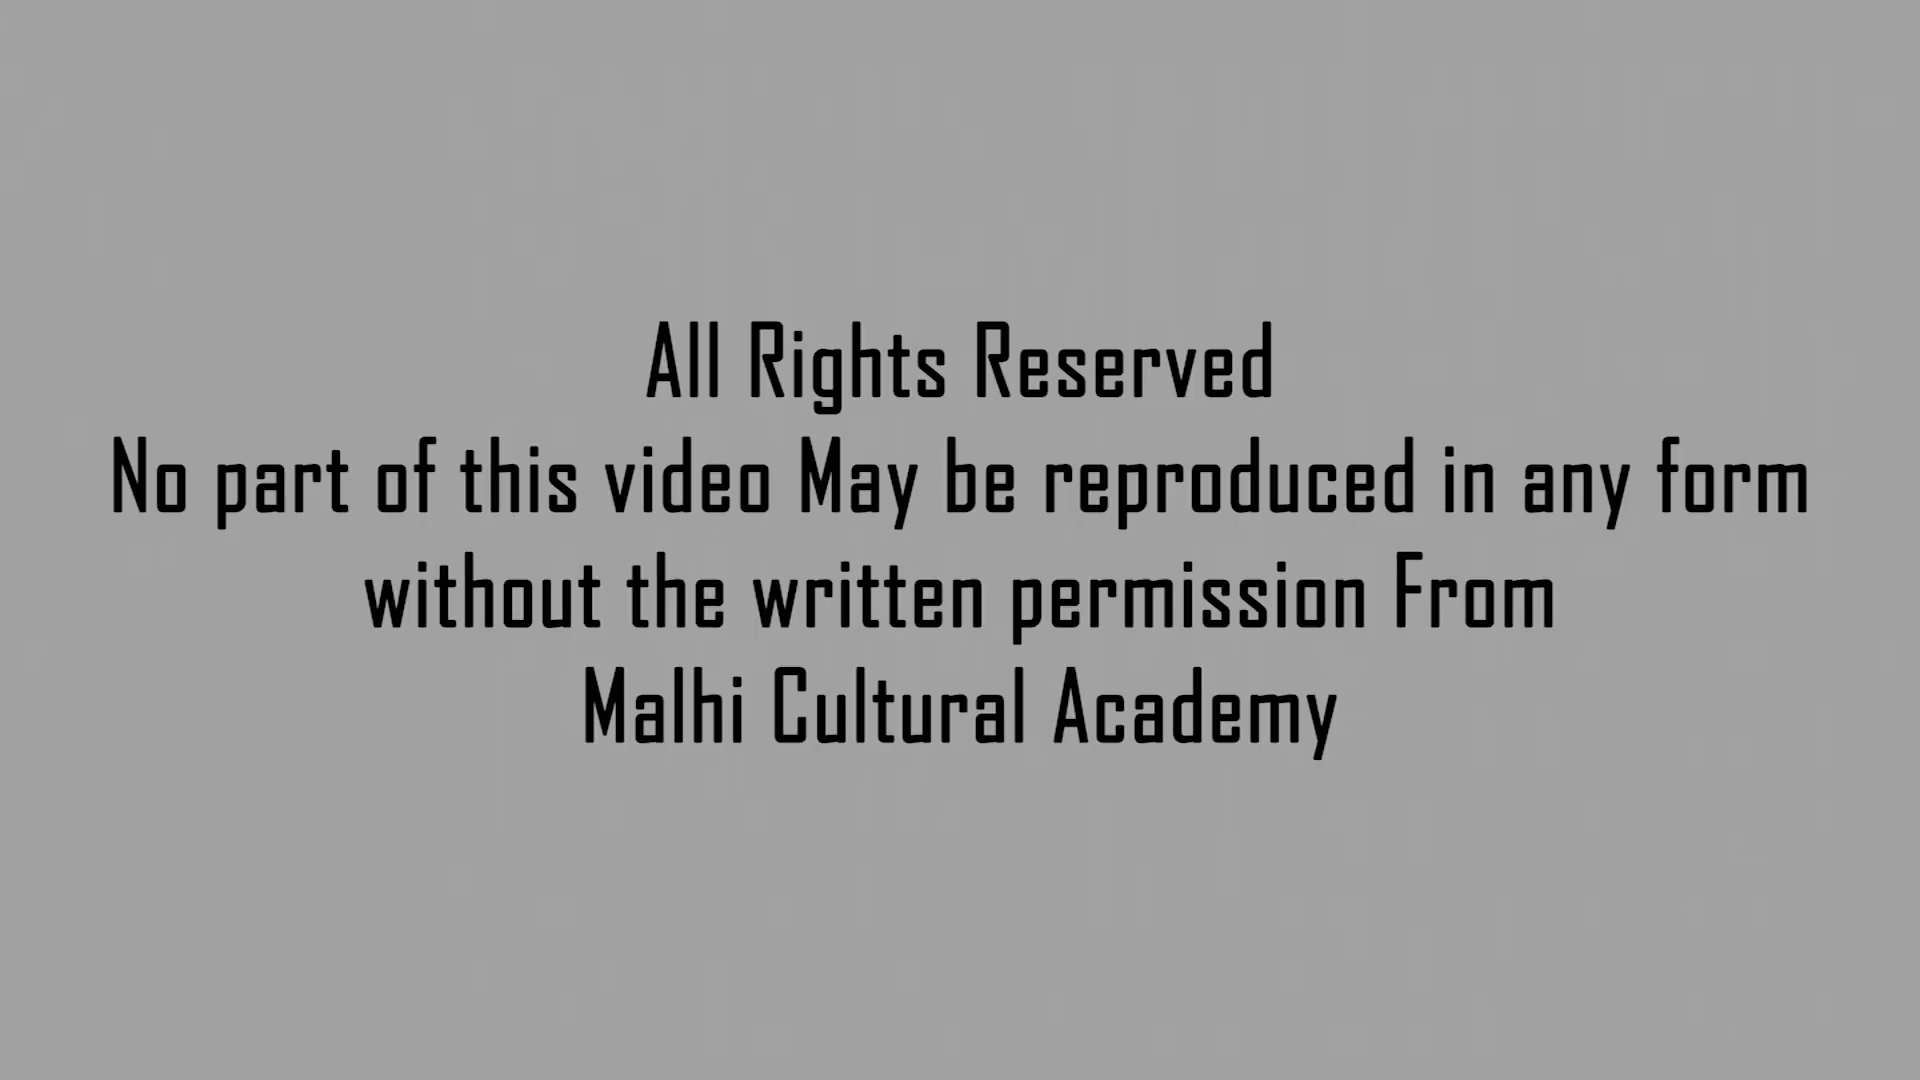 All Rights Reserved
No part of this video May be reproduced in any form
without the written permission From
Malhi Cultural Academy